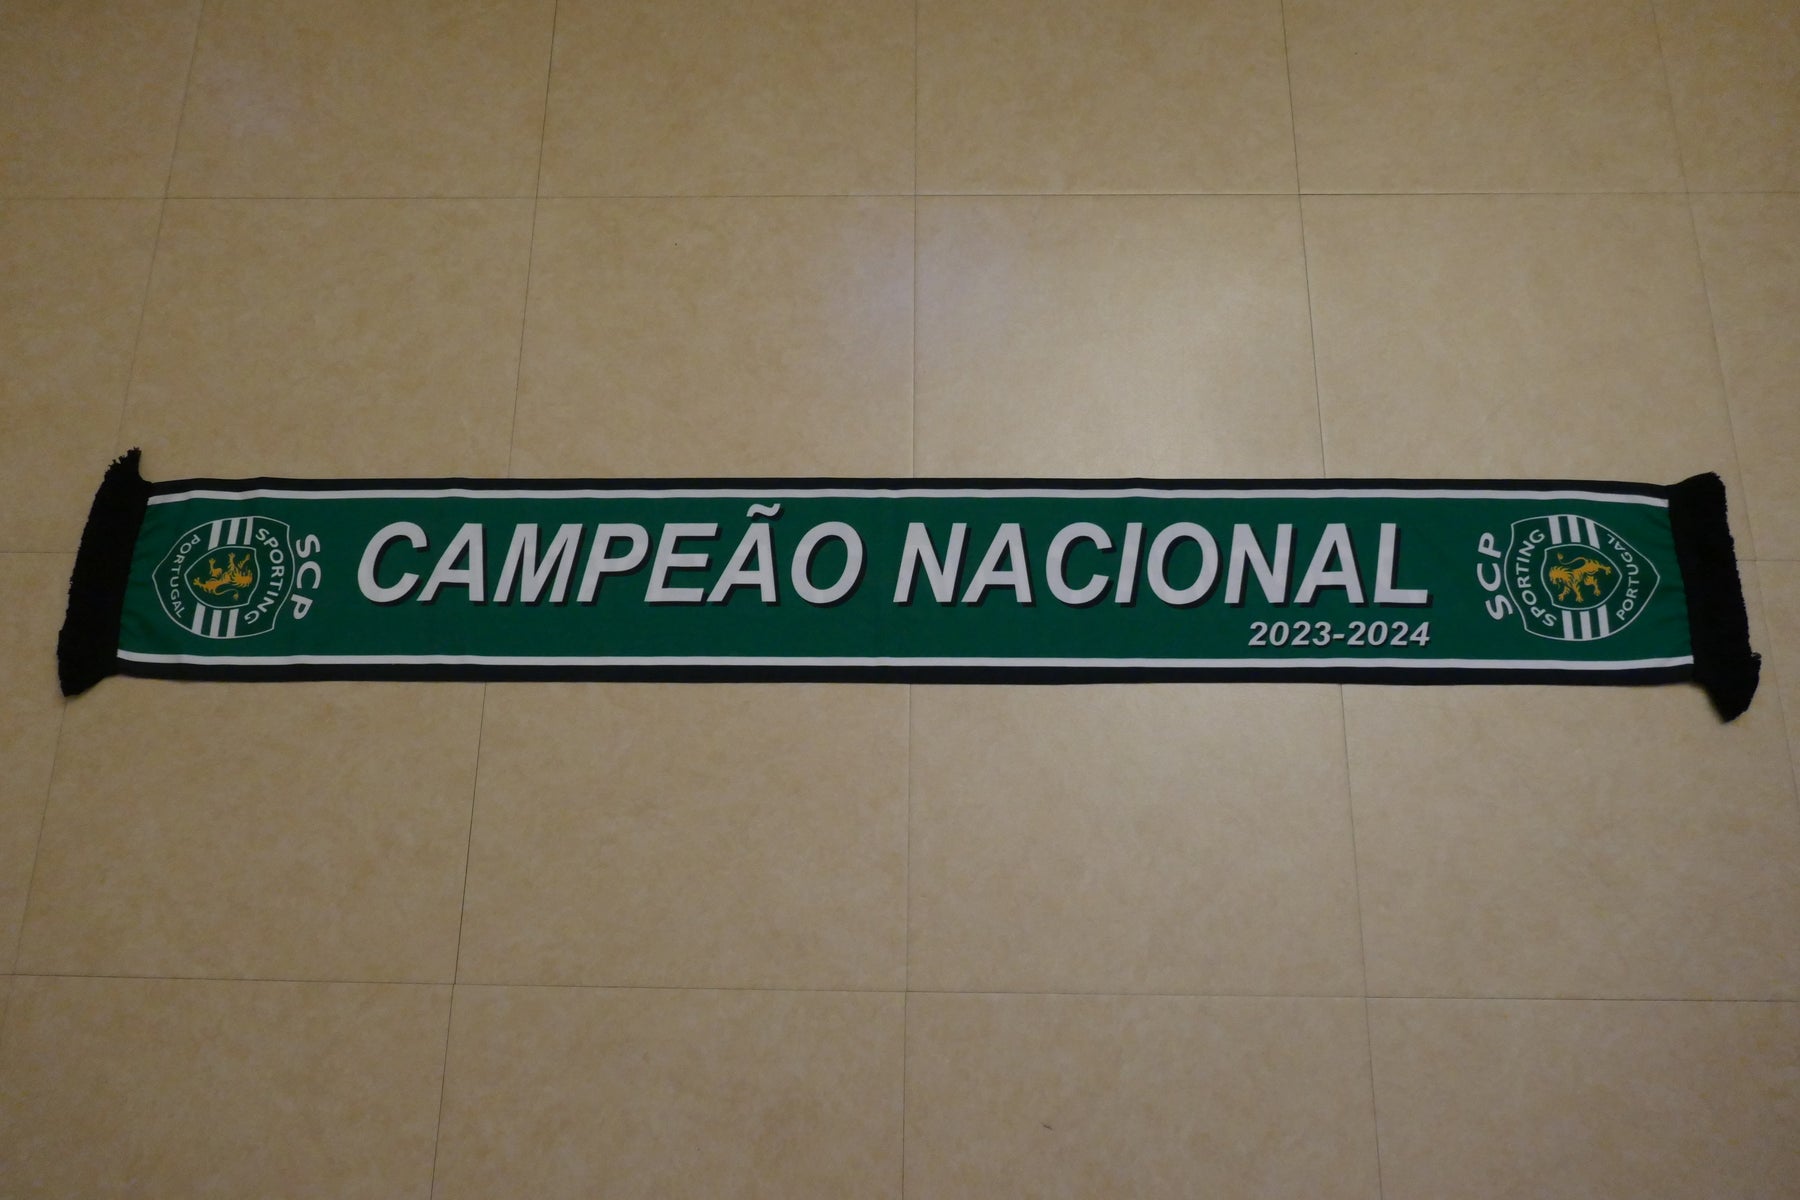 SCP
SPORTING
PORTUGAL
CAMPEÃO NACIONAL
2023-2024
SCP
SPORTING
PORTUGAL